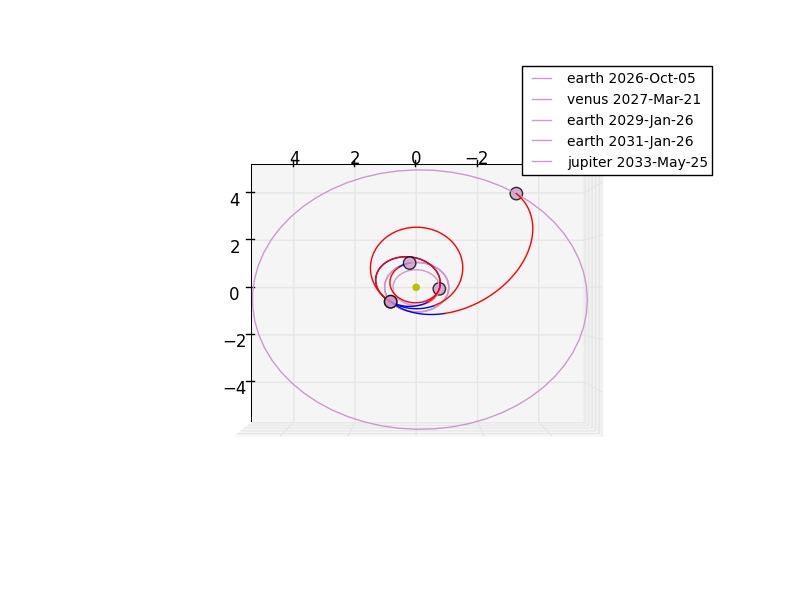 earth 2026-Oct-05
venus 2027-Mar-21
earth 2029-Jan-26
earth 2031-Jan-26
jupiter 2033-May-25
4 2 0 −2
4
2
0
−2
−4